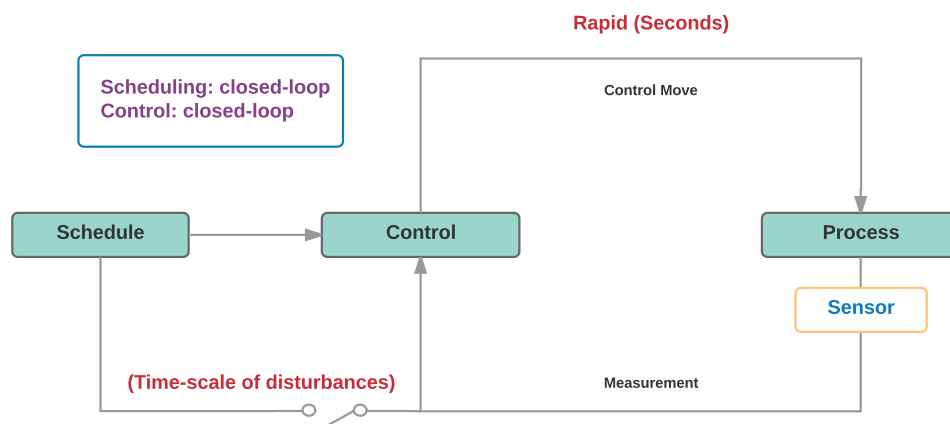 Rapid (Seconds)
Scheduling: closed-loop
Control: closed-loop
Control Move
Schedule
Control
Process
Sensor
(Time-scale of disturbances)
Measurement